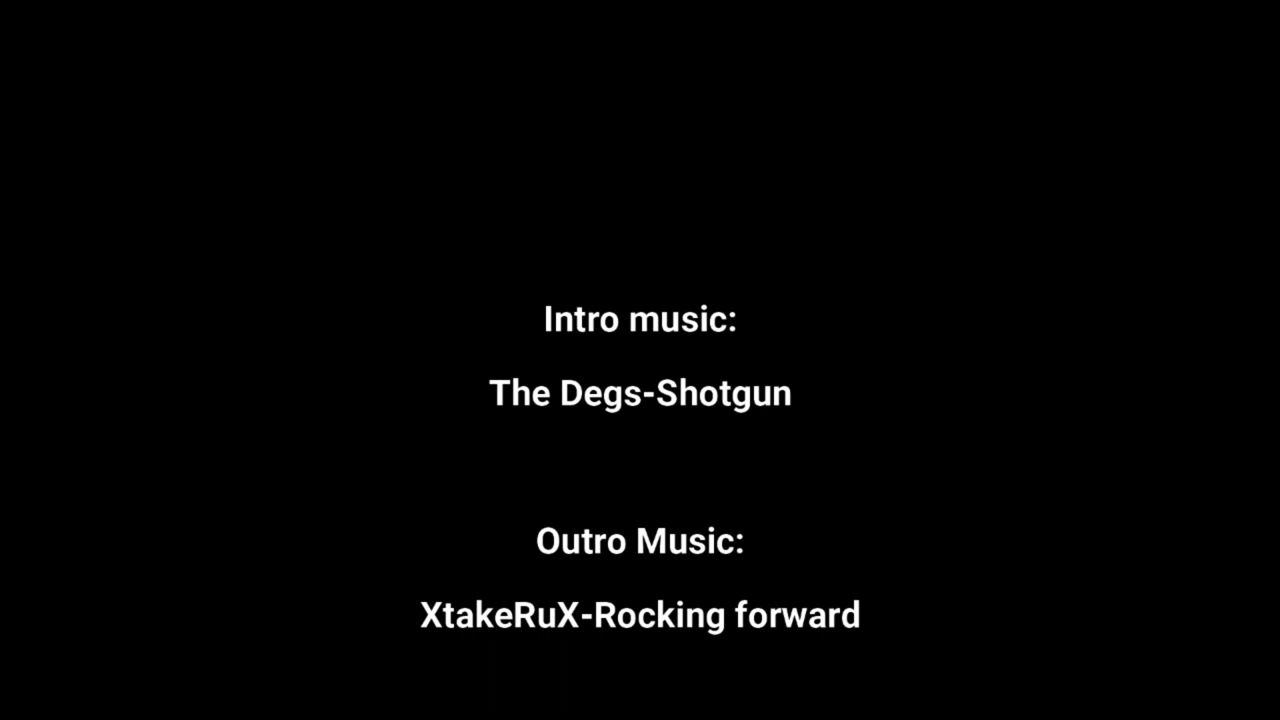 Intro music:
The Degs-Shotgun
Outro Music:
XtakeRuX-Rocking forward